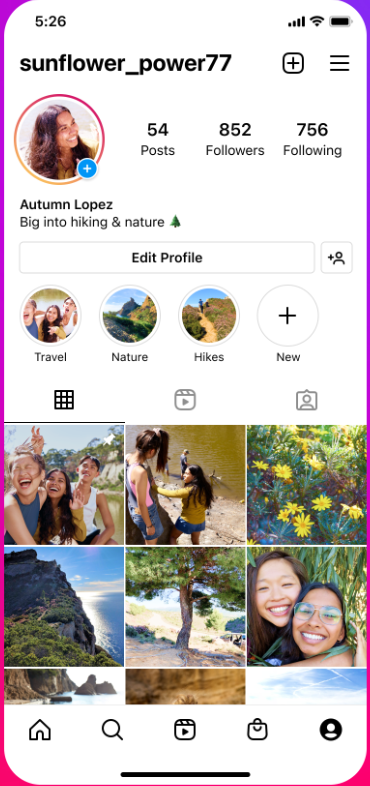 5:26
sunflower_power77
54 852 756
Posts Followers Following
Autumn Lopez
Big into hiking & nature 🌲
Edit Profile
Travel Nature Hikes New